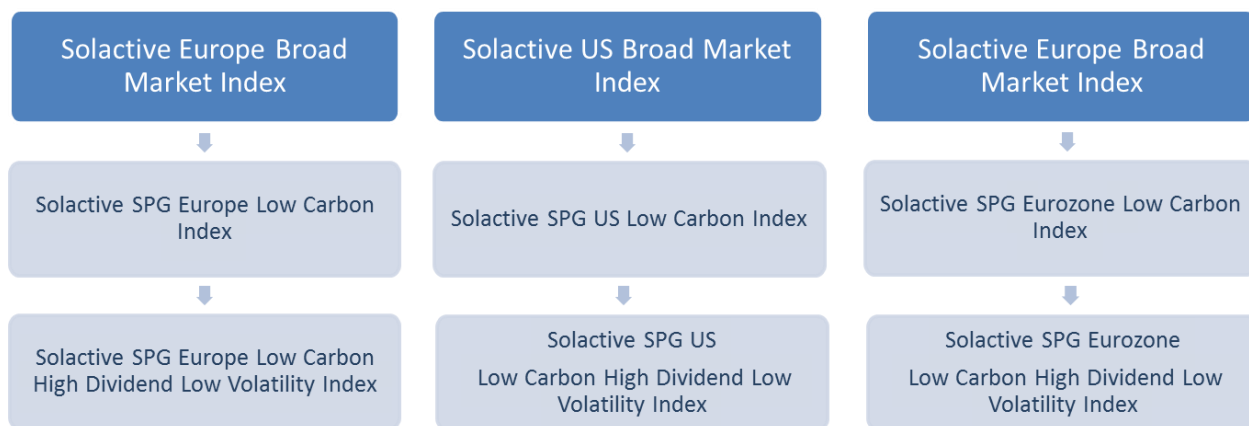 Solactive Europe Broad
Market Index
Solactive SPG Europe Low Carbon
Index
Solactive SPG Europe Low Carbon
High Dividend Low Volatility Index
Solactive US Broad Market
Index
Solactive SPG US Low Carbon Index
Solactive SPG US
Low Carbon High Dividend Low
Volatility Index
Solactive Europe Broad
Market Index
Solactive SPG Eurozone Low Carbon
Index
Solactive SPG Eurozone
Low Carbon High Dividend Low
Volatility Index